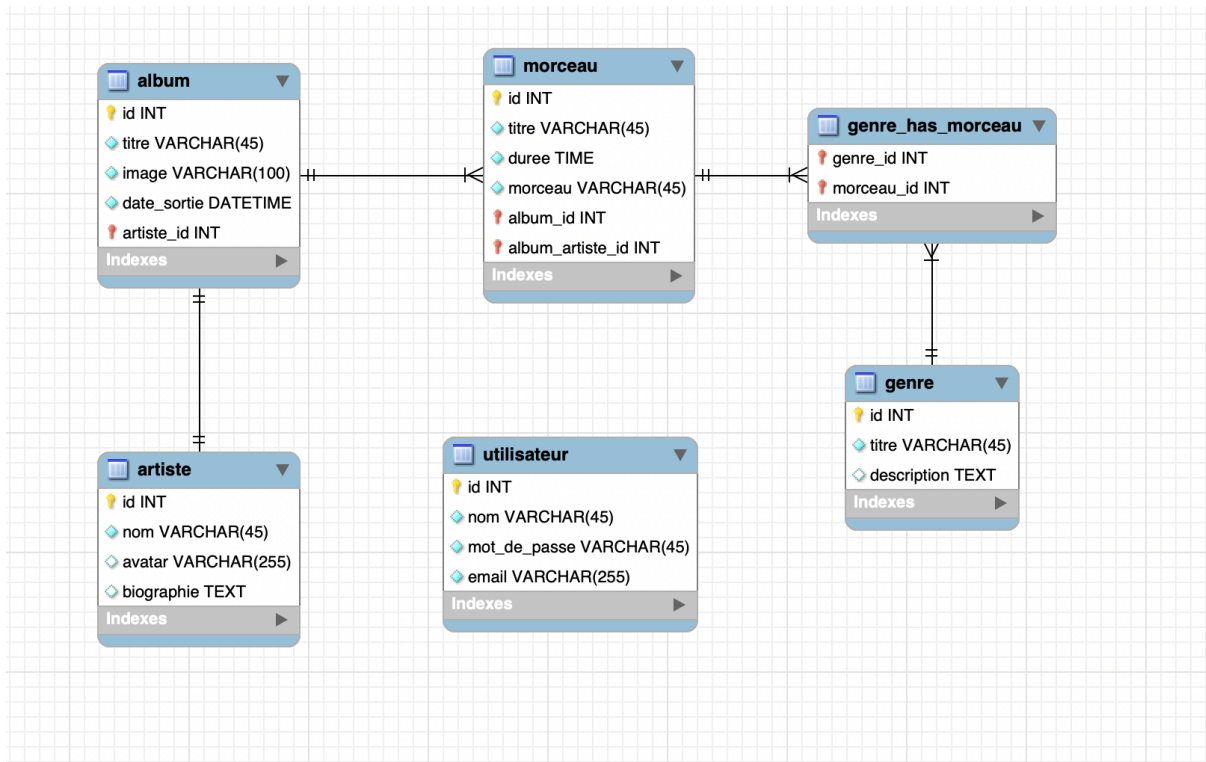 album
id INT
titre VARCHAR(45)
image VARCHAR(100)
date_sortie DATETIME
artiste_id INT
Indexes
morceau
id INT
titre VARCHAR(45)
duree TIME
morceau VARCHAR(45)
album_id INT
album_artiste_id INT
Indexes
genre_has_morceau
genre_id INT
morceau_id INT
Indexes
artiste
id INT
nom VARCHAR(45)
avatar VARCHAR(255)
biographie TEXT
Indexes
utilisateur
id INT
nom VARCHAR(45)
mot_de_passe VARCHAR(45)
email VARCHAR(255)
Indexes
genre
id INT
titre VARCHAR(45)
description TEXT
Indexes